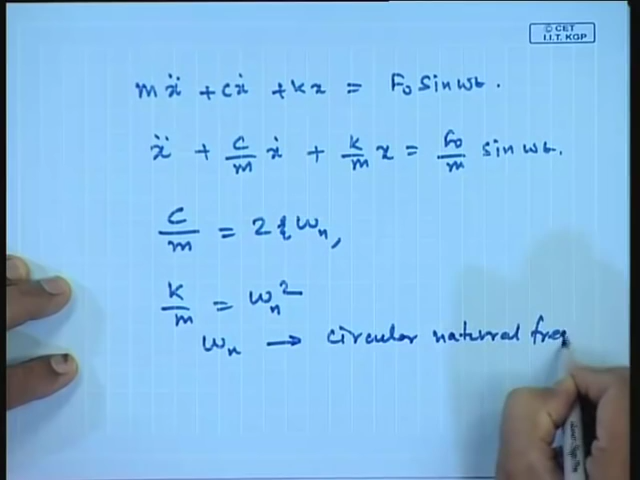 © CET
I.I.T. KGP
mẍ + cẋ + kx = F₀ sin ωt.
ẍ + c/m ẋ + k/m x = F₀/m sin ωt.
c/m = 2ξωₙ,
k/m = ωₙ²
ωₙ → circular natural freq